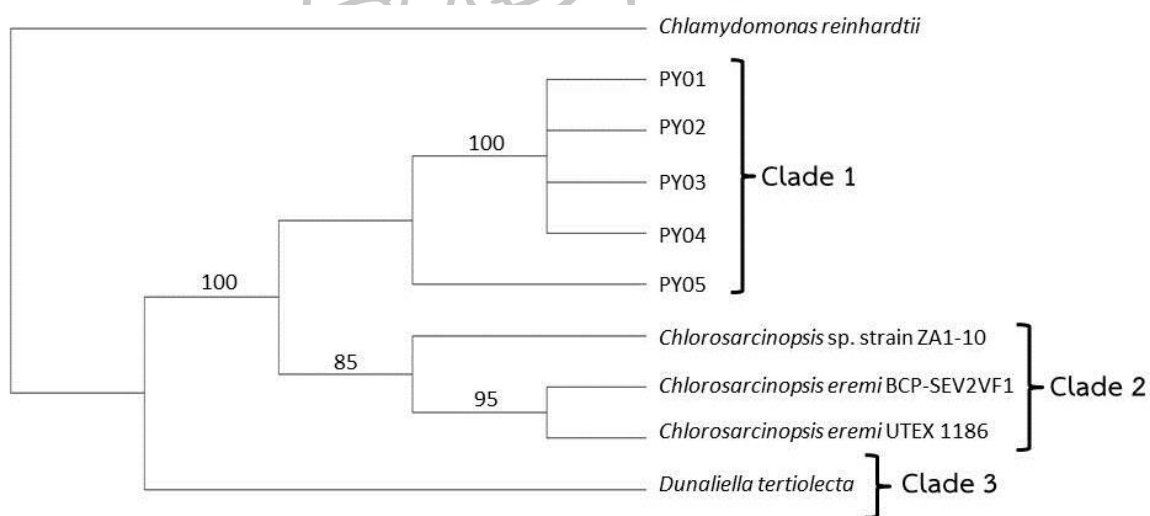 Chlamydomonas reinhardtii
PY01
PY02
100
Clade 1
PY03
PY04
100
PY05
Chlorosarcinopsis sp. strain ZA1-10
85
Chlorosarcinopsis eremi BCP-SEV2VF1
95
Clade 2
Chlorosarcinopsis eremi UTEX 1186
Dunaliella tertiolecta
Clade 3